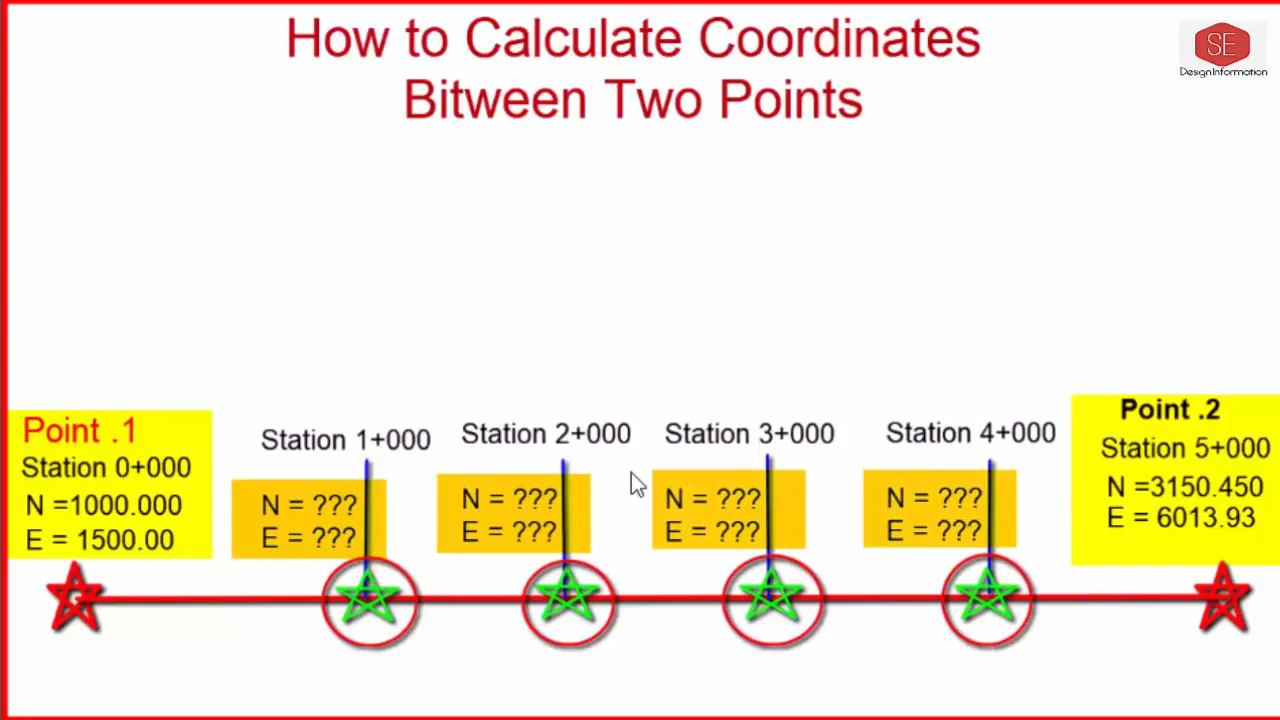 How to Calculate Coordinates
Bitween Two Points
SE
Design Information
Point .1
Station 0+000
N =1000.000
E = 1500.00
Station 1+000
N = ???
E = ???
Station 2+000
N = ???
E = ???
Station 3+000
N = ???
E = ???
Station 4+000
N = ???
E = ???
Point .2
Station 5+000
N =3150.450
E = 6013.93